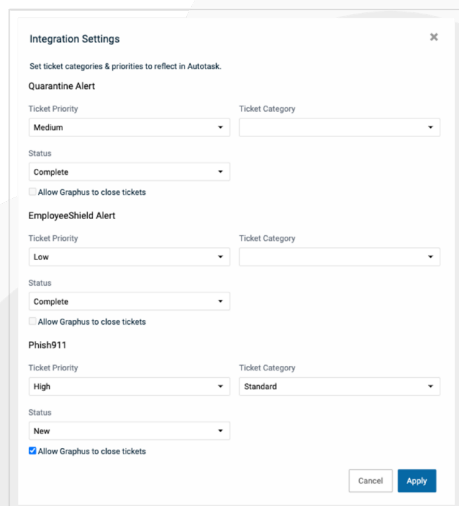 Integration Settings
Set ticket categories & priorities to reflect in Autotask.
Quarantine Alert
Ticket Priority Ticket Category
Medium
Status
Complete
Allow Graphus to close tickets
EmployeeShield Alert
Ticket Priority Ticket Category
Low
Status
Complete
Allow Graphus to close tickets
Phish911
Ticket Priority Ticket Category
High Standard
Status
New
Allow Graphus to close tickets
Cancel Apply